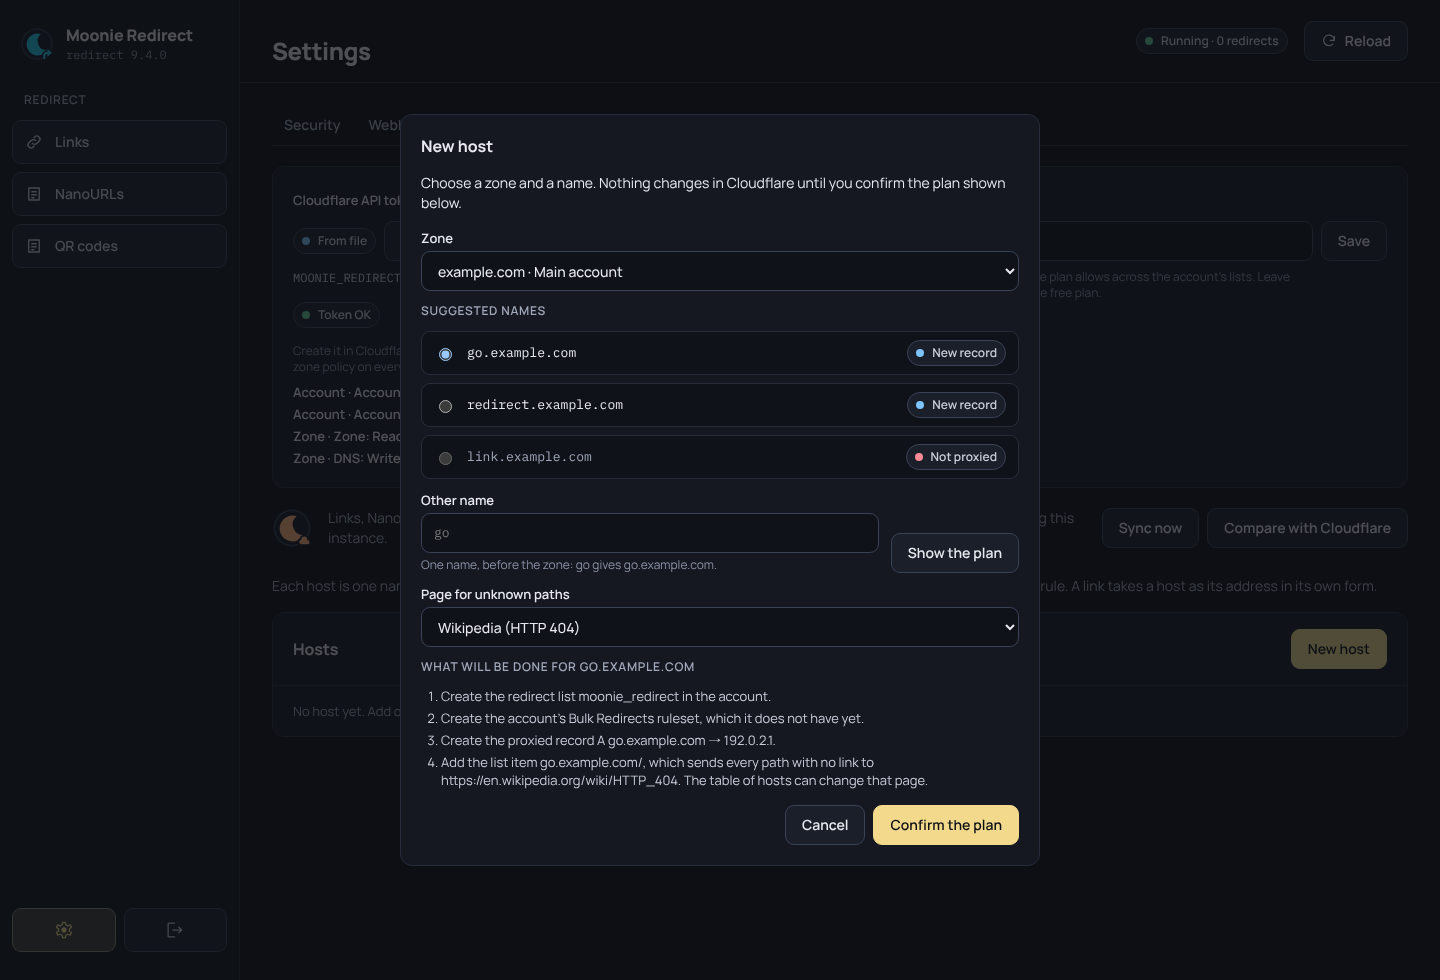 Moonie Redirect
redirect 9.4.0
REDIRECT
Links
NanoURLs
QR codes
Settings
Running · 0 redirects
Reload
Security
Cloudflare API
From file
MOONIE_REDIRECT
Token OK
Create it in
zone policy on every
Account ·
Account ·
Zone · Zone: Read
Zone · DNS: Write
Save
plan allows across the account's lists. Leave
free plan.
Links,
instance.
this
Sync now
Compare with Cloudflare
Each host is one
rule. A link takes a host as its address in its own form.
Hosts
New host
No host yet. Add
New host
Choose a zone and a name. Nothing changes in Cloudflare until you confirm the plan shown
below.
Zone
example.com · Main account
SUGGESTED NAMES
go.example.com
New record
redirect.example.com
New record
link.example.com
Not proxied
Other name
go
One name, before the zone: go gives go.example.com.
Show the plan
Page for unknown paths
Wikipedia (HTTP 404)
WHAT WILL BE DONE FOR GO.EXAMPLE.COM
1. Create the redirect list moonie_redirect in the account.
2. Create the account's Bulk Redirects ruleset, which it does not have yet.
3. Create the proxied record A go.example.com → 192.0.2.1.
4. Add the list item go.example.com/, which sends every path with no link to
https://en.wikipedia.org/wiki/HTTP_404. The table of hosts can change that page.
Cancel
Confirm the plan